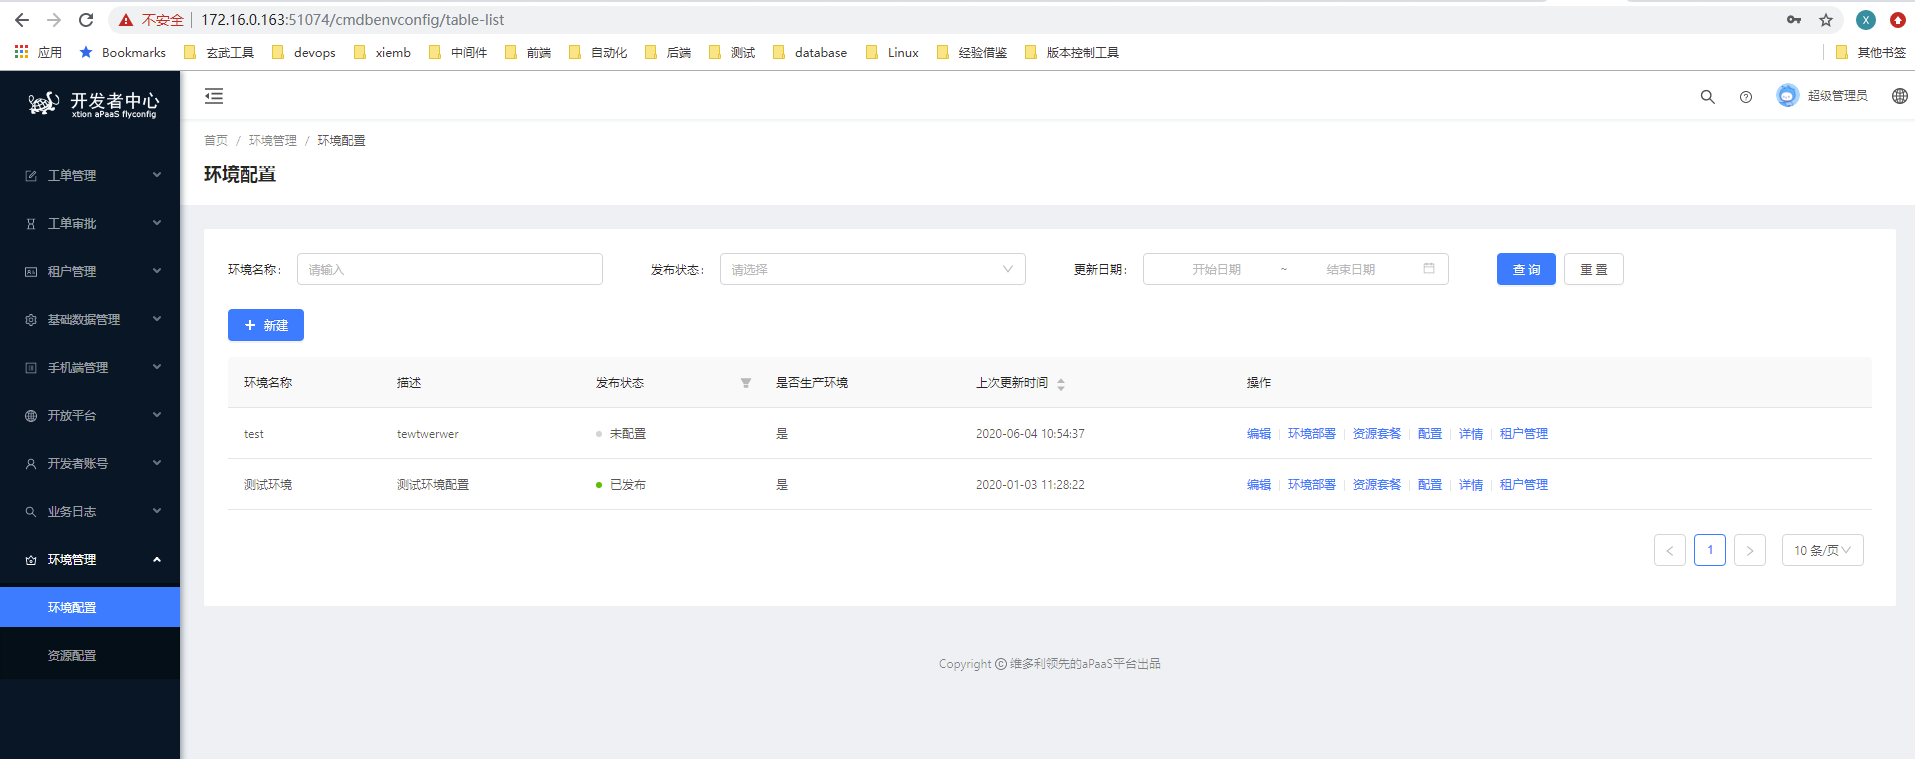 不安全 172.16.0.163:51074/cmdbenvconfig/table-list X
应用 Bookmarks 玄武工具 devops xiemb 中间件 前端 自动化 后端 测试 database Linux 经验借鉴 版本控制工具 其他书签
开发者中心
xtion aPaaS flyconfig
工单管理
工单审批
租户管理
基础数据管理
手机端管理
开放平台
开发者账号
业务日志
环境管理
环境配置
资源配置
超级管理员
首页 / 环境管理 / 环境配置
环境配置
环境名称: 请输入 发布状态: 请选择 更新日期: 开始日期 ~ 结束日期 查 询 重 置
+ 新建
环境名称 描述 发布状态 是否生产环境 上次更新时间 操作
test tewtwerwer 未配置 是 2020-06-04 10:54:37 编辑 环境部署 资源套餐 配置 详情 租户管理
测试环境 测试环境配置 已发布 是 2020-01-03 11:28:22 编辑 环境部署 资源套餐 配置 详情 租户管理
< 1 > 10 条/页
Copyright © 维多利领先的aPaaS平台出品